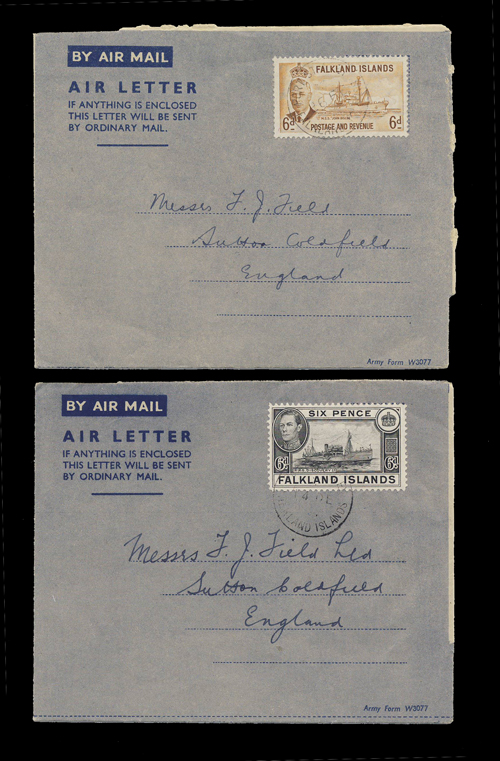 BY AIR MAIL
AIR LETTER
IF ANYTHING IS ENCLOSED
THIS LETTER WILL BE SENT
BY ORDINARY MAIL.
FALKLAND ISLANDS
6d 6d
POSTAGE AND REVENUE
Messrs F. J. Field
Sutton Coldfield
England
Army Form W3077
BY AIR MAIL
AIR LETTER
IF ANYTHING IS ENCLOSED
THIS LETTER WILL BE SENT
BY ORDINARY MAIL.
SIX PENCE
6d 6d
FALKLAND ISLANDS
FALKLAND ISLANDS
Messrs F. J. Field Ltd
Sutton Coldfield
England
Army Form W3077